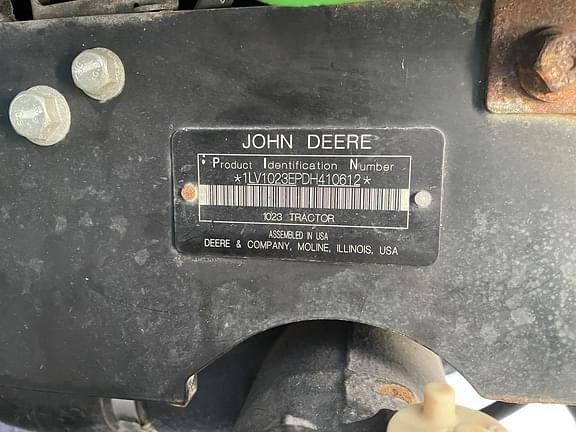 JOHN DEERE
Product Identification Number
*1LV1023EPDH410612*
1023 TRACTOR
ASSEMBLED IN USA
DEERE & COMPANY, MOLINE, ILLINOIS, USA